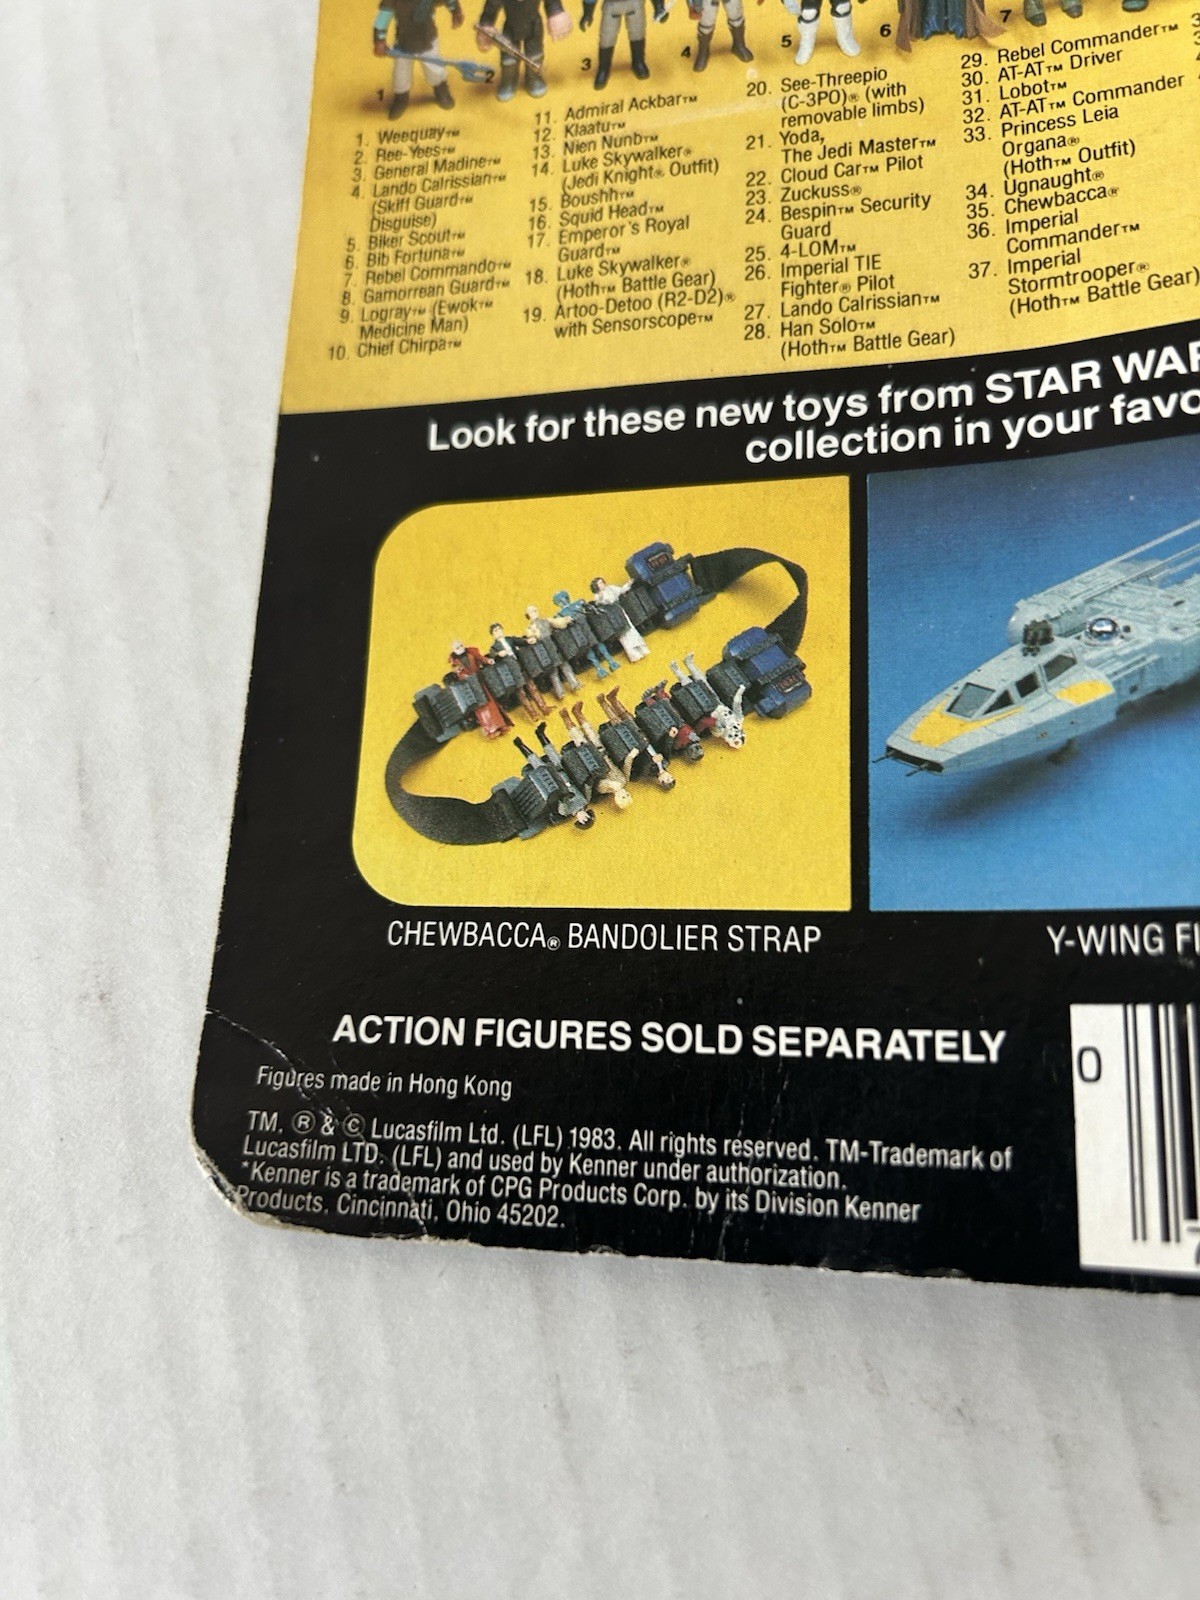 1
2
3
4
5
6
7
1. Weequay™
2. Ree-Yees™
3. General Madine™
4. Lando Calrissian™
(Skiff Guard™
Disguise)
5. Biker Scout™
6. Bib Fortuna™
7. Rebel Commando™
8. Gamorrean Guard™
9. Logray™ (Ewok™
Medicine Man)
10. Chief Chirpa™
11. Admiral Ackbar™
12. Klaatu™
13. Nien Nunb™
14. Luke Skywalker®
(Jedi Knight® Outfit)
15. Boushh™
16. Squid Head™
17. Emperor's Royal
Guard™
18. Luke Skywalker®
(Hoth™ Battle Gear)
19. Artoo-Detoo (R2-D2)®
with Sensorscope™
20. See-Threepio
(C-3PO)® (with
removable limbs)
21. Yoda,
The Jedi Master™
22. Cloud Car™ Pilot
23. Zuckuss®
24. Bespin™ Security
Guard
25. 4-LOM™
26. Imperial TIE
Fighter® Pilot
27. Lando Calrissian™
28. Han Solo™
(Hoth™ Battle Gear)
29. Rebel Commander™
30. AT-AT™ Driver
31. Lobot™
32. AT-AT™ Commander
33. Princess Leia
Organa®
(Hoth™ Outfit)
34. Ugnaught®
35. Chewbacca®
36. Imperial
Commander™
37. Imperial
Stormtrooper®
(Hoth™ Battle Gear)
Look for these new toys from STAR WAR
collection in your favo
CHEWBACCA® BANDOLIER STRAP
Y-WING FI
ACTION FIGURES SOLD SEPARATELY
Figures made in Hong Kong
TM, ® & © Lucasfilm Ltd. (LFL) 1983. All rights reserved. TM-Trademark of
Lucasfilm LTD. (LFL) and used by Kenner under authorization.
*Kenner is a trademark of CPG Products Corp. by its Division Kenner
Products, Cincinnati, Ohio 45202.
0